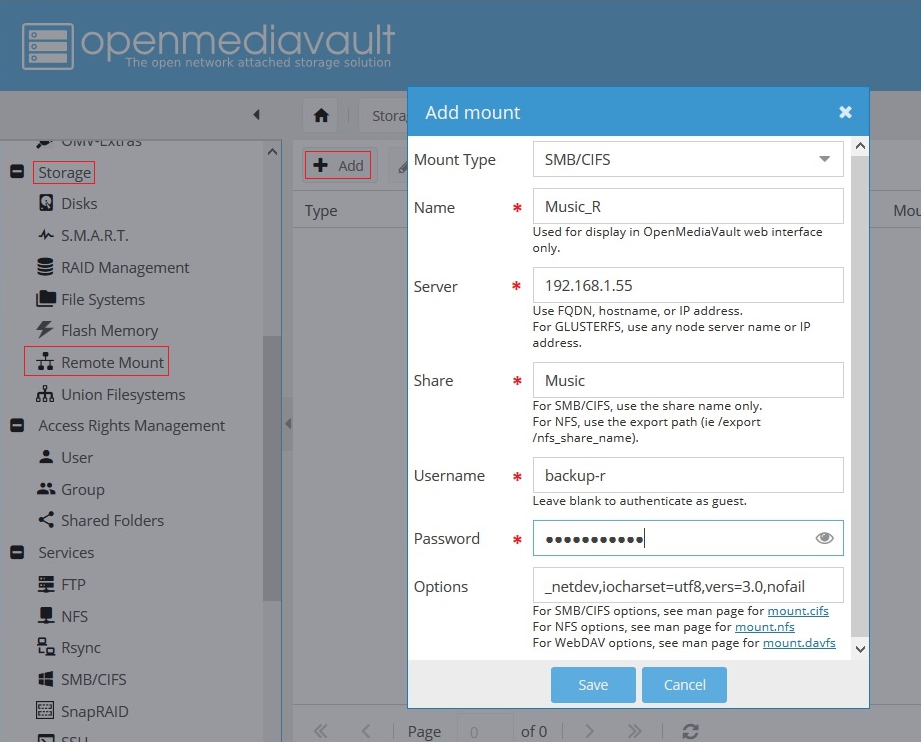 openmediavault
The open network attached storage solution
Add mount
Storag
OMV-Extras
Storage
Disks
S.M.A.R.T.
RAID Management
File Systems
Flash Memory
Remote Mount
Union Filesystems
Access Rights Management
User
Group
Shared Folders
Services
FTP
NFS
Rsync
SMB/CIFS
SnapRAID
SSH
Add
Type
Mou
Mount Type
SMB/CIFS
Name *
Music_R
Used for display in OpenMediaVault web interface
only.
Server *
192.168.1.55
Use FQDN, hostname, or IP address.
For GLUSTERFS, use any node server name or IP
address.
Share *
Music
For SMB/CIFS, use the share name only.
For NFS, use the export path (ie /export
/nfs_share_name).
Username *
backup-r
Leave blank to authenticate as guest.
Password *
●●●●●●●●●●●
Options
_netdev,iocharset=utf8,vers=3.0,nofail
For SMB/CIFS options, see man page for mount.cifs
For NFS options, see man page for mount.nfs
For WebDAV options, see man page for mount.davfs
Save
Cancel
Page 0 of 0